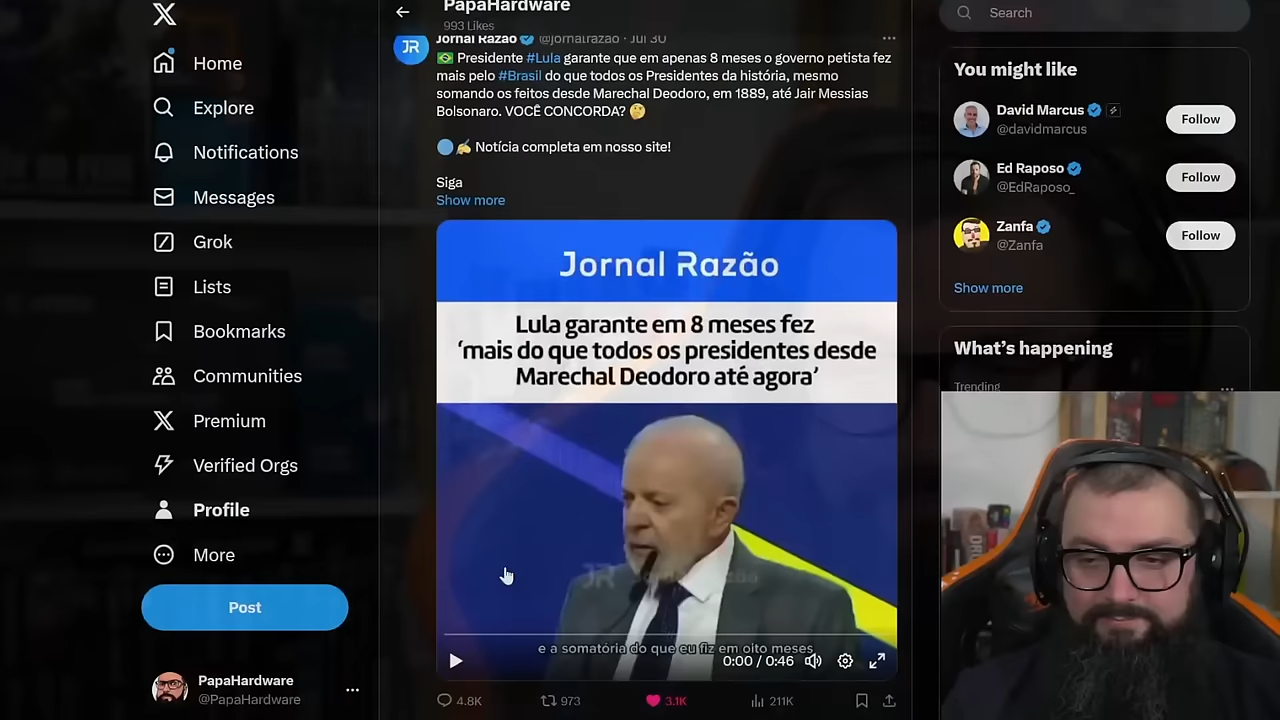 PapaHardware
993 Likes
Search
Home
Explore
Notifications
Messages
Grok
Lists
Bookmarks
Communities
Premium
Verified Orgs
Profile
More
Post
PapaHardware
@PapaHardware
JR
Jornal Razão @jornalrazao · Jul 30
Presidente #Lula garante que em apenas 8 meses o governo petista fez
mais pelo #Brasil do que todos os Presidentes da história, mesmo
somando os feitos desde Marechal Deodoro, em 1889, até Jair Messias
Bolsonaro. VOCÊ CONCORDA?
Notícia completa em nosso site!
Siga
Show more
Jornal Razão
Lula garante em 8 meses fez
‘mais do que todos os presidentes desde
Marechal Deodoro até agora’
e a somatória do que eu fiz em oito meses
0:00 / 0:46
4.8K
973
3.1K
211K
You might like
David Marcus
@davidmarcus
Follow
Ed Raposo
@EdRaposo_
Follow
Zanfa
@Zanfa
Follow
Show more
What’s happening
Trending